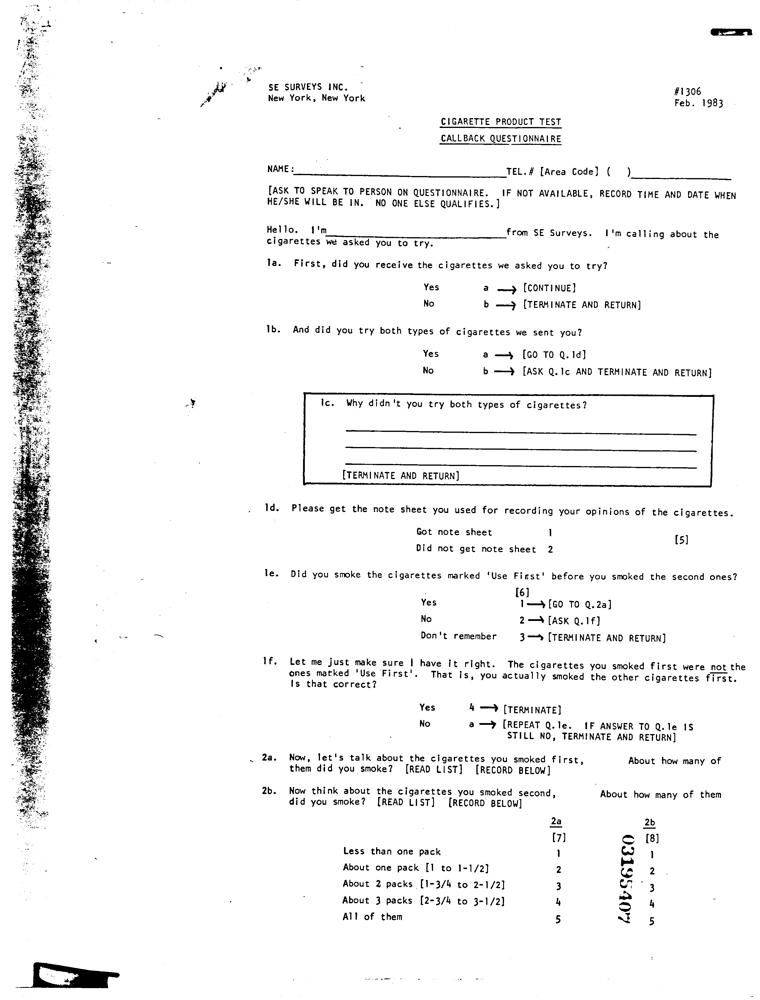 SE SURVEYS INC.
New York, New York
#1306
Feb. 1983
CIGARETTE PRODUCT TEST
CALLBACK QUESTIONNAIRE
NAME:____________________TEL.# [Area Code] (  )____________
[ASK TO SPEAK TO PERSON ON QUESTIONNAIRE. IF NOT AVAILABLE, RECORD TIME AND DATE WHEN
HE/SHE WILL BE IN. NO ONE ELSE QUALIFIES.]
Hello. I'm____________________from SE Surveys. I'm calling about the
cigarettes we asked you to try.
1a. First, did you receive the cigarettes we asked you to try?
Yes a → [CONTINUE]
No b → [TERMINATE AND RETURN]
1b. And did you try both types of cigarettes we sent you?
Yes a → [GO TO Q.1d]
No b → [ASK Q.1c AND TERMINATE AND RETURN]
1c. Why didn't you try both types of cigarettes?
[TERMINATE AND RETURN]
1d. Please get the note sheet you used for recording your opinions of the cigarettes.
Got note sheet 1
[5]
Did not get note sheet 2
1e. Did you smoke the cigarettes marked 'Use First' before you smoked the second ones?
[6]
Yes 1 → [GO TO Q.2a]
No 2 → [ASK Q.1f]
Don't remember 3 → [TERMINATE AND RETURN]
1f. Let me just make sure I have it right. The cigarettes you smoked first were not the
ones matked 'Use First'. That is, you actually smoked the other cigarettes first.
Is that correct?
Yes 4 → [TERMINATE]
No a → [REPEAT Q.1e. IF ANSWER TO Q.1e IS
STILL NO, TERMINATE AND RETURN]
2a. Now, let's talk about the cigarettes you smoked first, About how many of
them did you smoke? [READ LIST] [RECORD BELOW]
2b. Now think about the cigarettes you smoked second, About how many of them
did you smoke? [READ LIST] [RECORD BELOW]
2a 2b
[7] [8]
Less than one pack 1 1
About one pack [1 to 1-1/2] 2 2
About 2 packs [1-3/4 to 2-1/2] 3 3
About 3 packs [2-3/4 to 3-1/2] 4 4
All of them 5 5
03195407